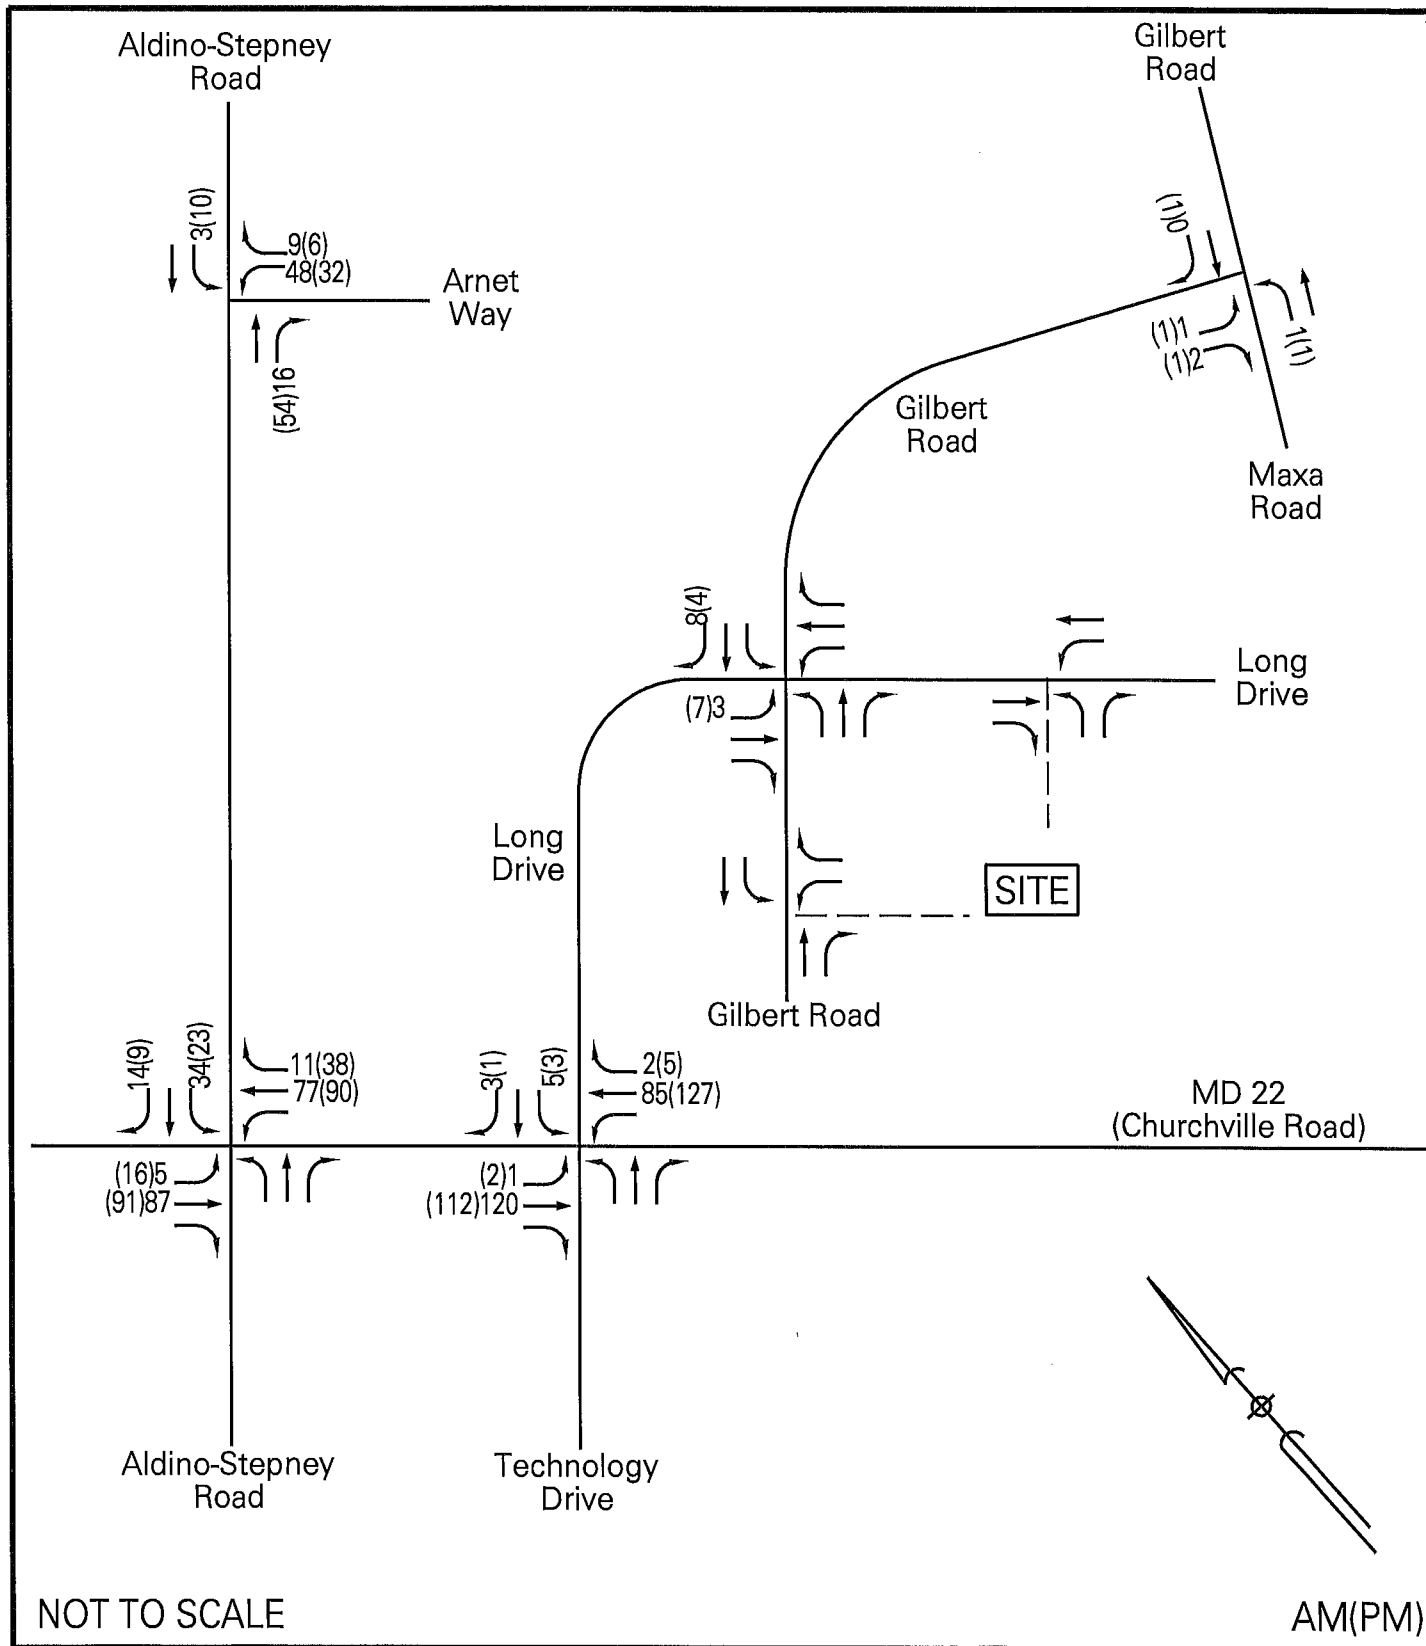 Aldino-Stepney
Road
Gilbert
Road
3(10)
9(6)
48(32)
Arnet
Way
(54)16
(1)0
(1)1
(1)2
1(1)
Gilbert
Road
Maxa
Road
8(4)
(7)3
Long
Drive
Long
Drive
SITE
Gilbert Road
14(9)
34(23)
11(38)
77(90)
3(1)
5(3)
2(5)
85(127)
MD 22
(Churchville Road)
(16)5
(91)87
(2)1
(112)120
Aldino-Stepney
Road
Technology
Drive
NOT TO SCALE
AM(PM)